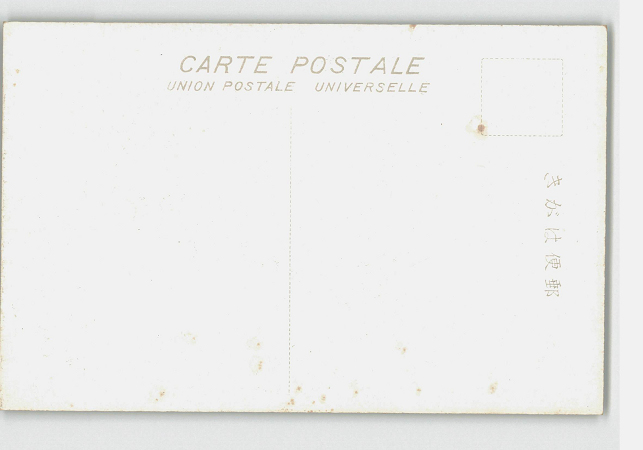 CARTE POSTALE
UNION POSTALE UNIVERSELLE
きがは便郵